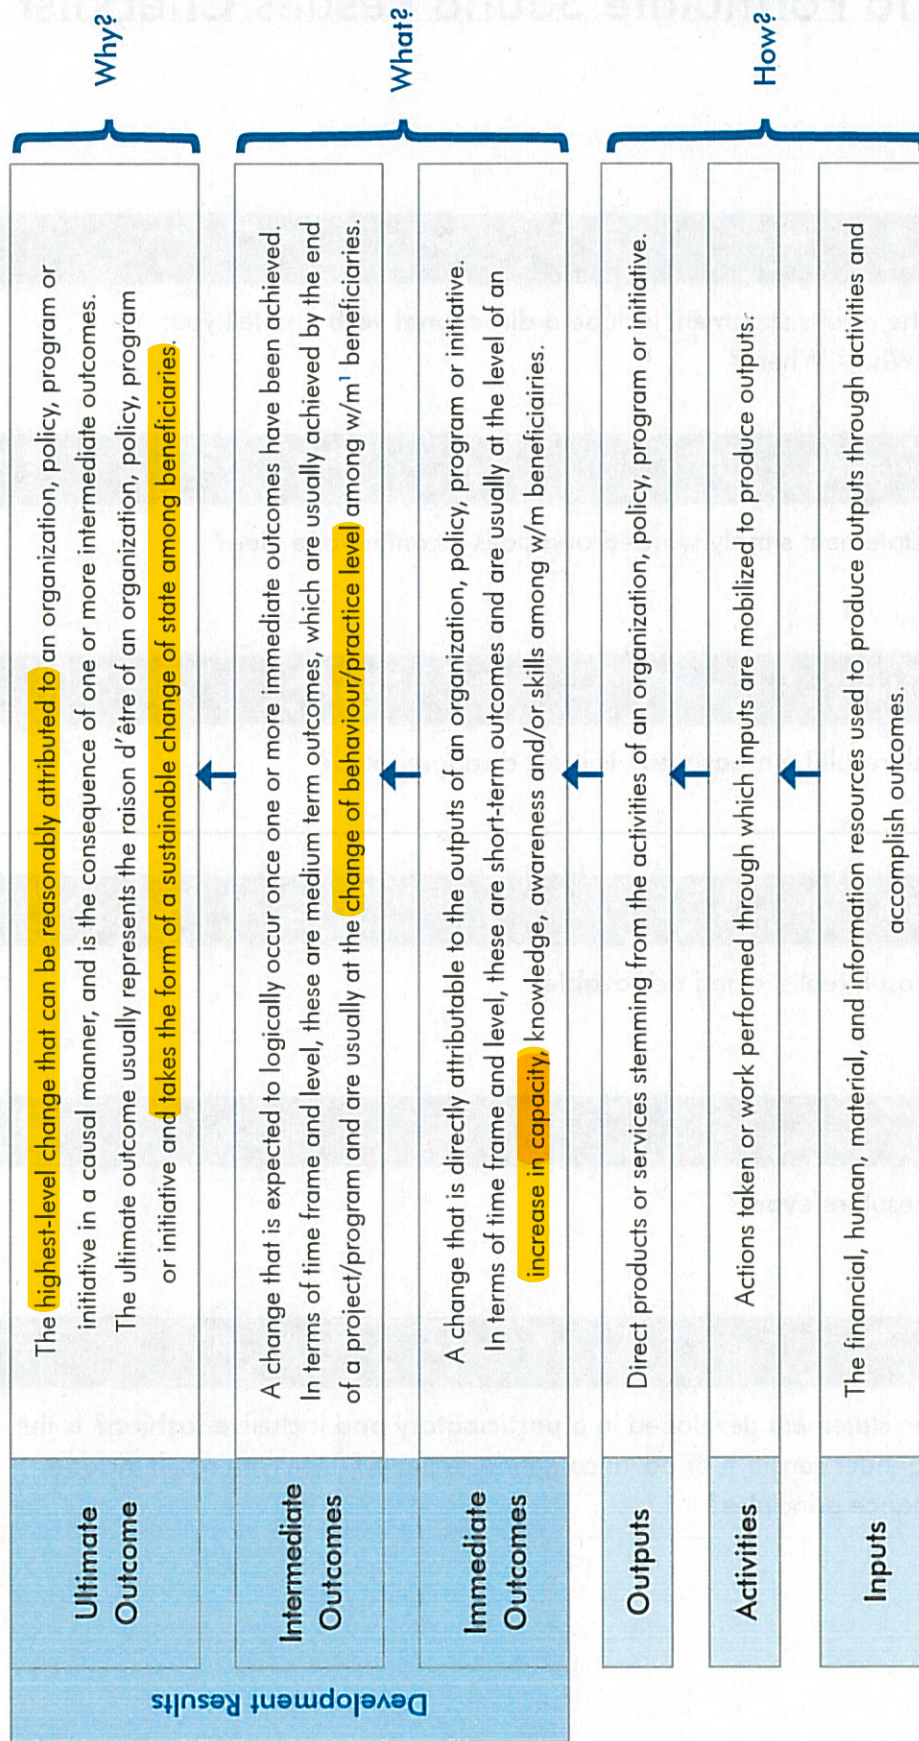 Development Results
Ultimate
Outcome
The highest-level change that can be reasonably attributed to an organization, policy, program or
initiative in a causal manner, and is the consequence of one or more intermediate outcomes.
The ultimate outcome usually represents the raison d'être of an organization, policy, program
or initiative and takes the form of a sustainable change of state among beneficiaries.
Why?
Intermediate
Outcomes
A change that is expected to logically occur once one or more immediate outcomes have been achieved.
In terms of time frame and level, these are medium term outcomes, which are usually achieved by the end
of a project/program and are usually at the change of behaviour/practice level among w/m¹ beneficiaries.
What?
Immediate
Outcomes
A change that is directly attributable to the outputs of an organization, policy, program or initiative.
In terms of time frame and level, these are short-term outcomes and are usually at the level of an
increase in capacity, knowledge, awareness and/or skills among w/m beneficiairies.
Outputs
Direct products or services stemming from the activities of an organization, policy, program or initiative.
Activities
Actions taken or work performed through which inputs are mobilized to produce outputs.
How?
Inputs
The financial, human, material, and information resources used to produce outputs through activities and
accomplish outcomes.